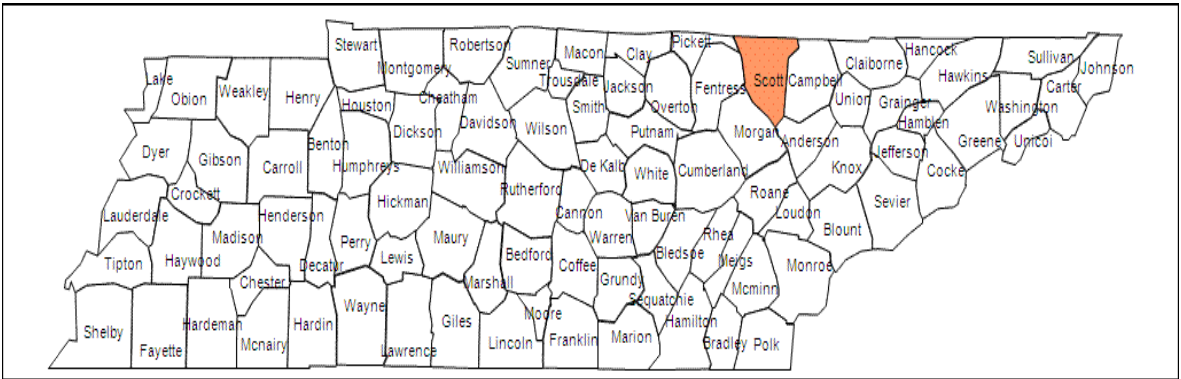 Stewart
Montgomery
Robertson
Sumner
Macon
Trousdale
Clay
Pickett
Scott
Campbel
Claiborne
Hancock
Hawkins
Sullivan
Johnson
Carter
Washington
Unicoi
Lake
Obion
Weakley
Henry
Houston
Cheatham
Davidson
Wilson
Smith
Jackson
Overton
Fentress
Union
Grainger
Hamblen
Greene
Dyer
Gibson
Carroll
Benton
Humphreys
Dickson
Williamson
Rutherford
De Kalb
Putnam
White
Cumberland
Morgan
Anderson
Knox
Jefferson
Cocke
Sevier
Crockett
Lauderdale
Madison
Henderson
Hickman
Perry
Maury
Cannon
Warren
Van Buren
Bledsoe
Rhea
Roane
Loudon
Blount
Tipton
Haywood
Chester
Decatur
Lewis
Marshall
Bedford
Coffee
Grundy
Sequatchie
Meigs
Mcminn
Monroe
Shelby
Fayette
Hardeman
Mcnairy
Hardin
Wayne
Lawrence
Giles
Lincoln
Moore
Franklin
Marion
Hamilton
Bradley
Polk